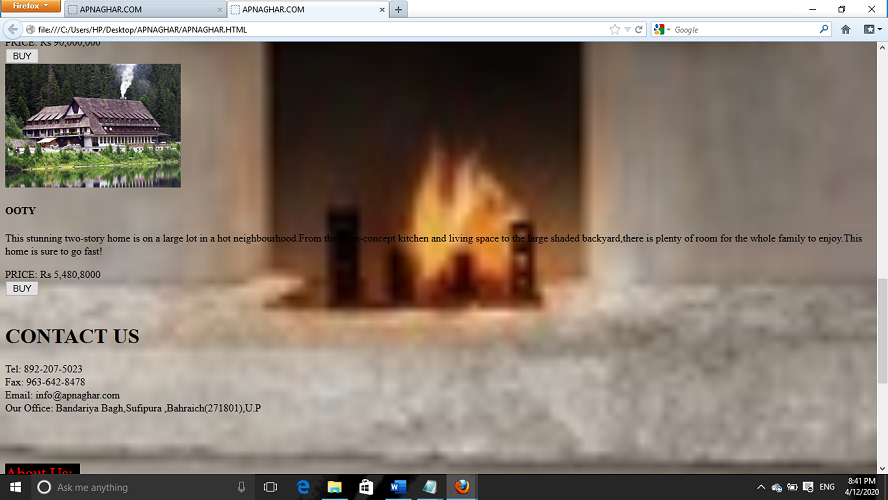 Firefox
APNAGHAR.COM
APNAGHAR.COM
file:///C:/Users/HP/Desktop/APNAGHAR/APNAGHAR.HTML
Google
PRICE: Rs 90,000,000
BUY
OOTY
This stunning two-story home is on a large lot in a hot neighbourhood.From the open-concept kitchen and living space to the large shaded backyard,there is plenty of room for the whole family to enjoy.This
home is sure to go fast!
PRICE: Rs 5,480,8000
BUY
CONTACT US
Tel: 892-207-5023
Fax: 963-642-8478
Email: info@apnaghar.com
Our Office: Bandariya Bagh,Sufipura ,Bahraich(271801),U.P
About Us:
Ask me anything
ENG
8:41 PM
4/12/2020